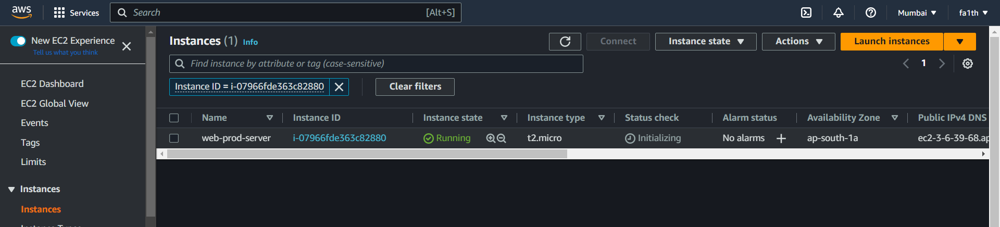 aws
Services
Search
[Alt+S]
Mumbai
fa1th
New EC2 Experience
Tell us what you think
EC2 Dashboard
EC2 Global View
Events
Tags
Limits
Instances
Instances
Instances (1) Info
Connect
Instance state
Actions
Launch instances
Find instance by attribute or tag (case-sensitive)
1
Instance ID = i-07966fde363c82880
Clear filters
Name Instance ID Instance state Instance type Status check Alarm status Availability Zone Public IPv4 DNS
web-prod-server i-07966fde363c82880 Running t2.micro Initializing No alarms ap-south-1a ec2-3-6-39-68.ap